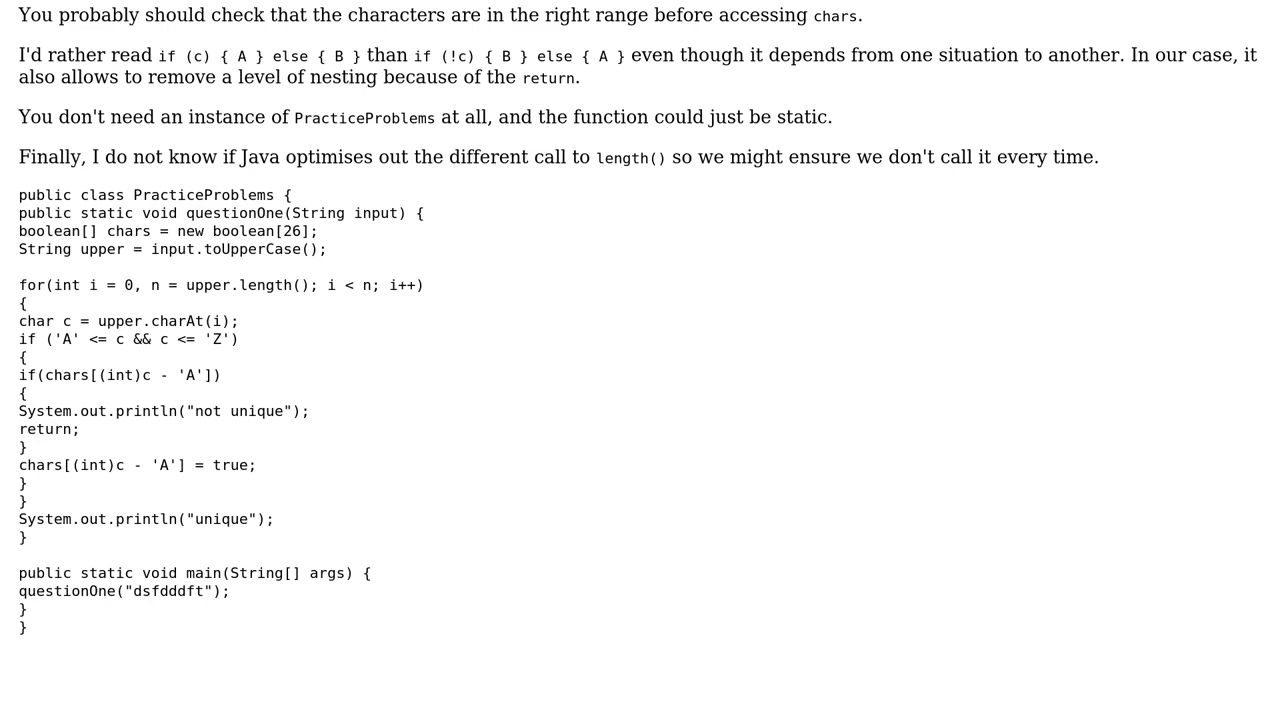 You probably should check that the characters are in the right range before accessing chars.
I'd rather read if (c) { A } else { B } than if (!c) { B } else { A } even though it depends from one situation to another. In our case, it
also allows to remove a level of nesting because of the return.
You don't need an instance of PracticeProblems at all, and the function could just be static.
Finally, I do not know if Java optimises out the different call to length() so we might ensure we don't call it every time.
public class PracticeProblems {
public static void questionOne(String input) {
boolean[] chars = new boolean[26];
String upper = input.toUpperCase();
for(int i = 0, n = upper.length(); i < n; i++)
{
char c = upper.charAt(i);
if ('A' <= c && c <= 'Z')
{
if(chars[(int)c - 'A'])
{
System.out.println("not unique");
return;
}
chars[(int)c - 'A'] = true;
}
}
System.out.println("unique");
}
public static void main(String[] args) {
questionOne("dsfdddft");
}
}